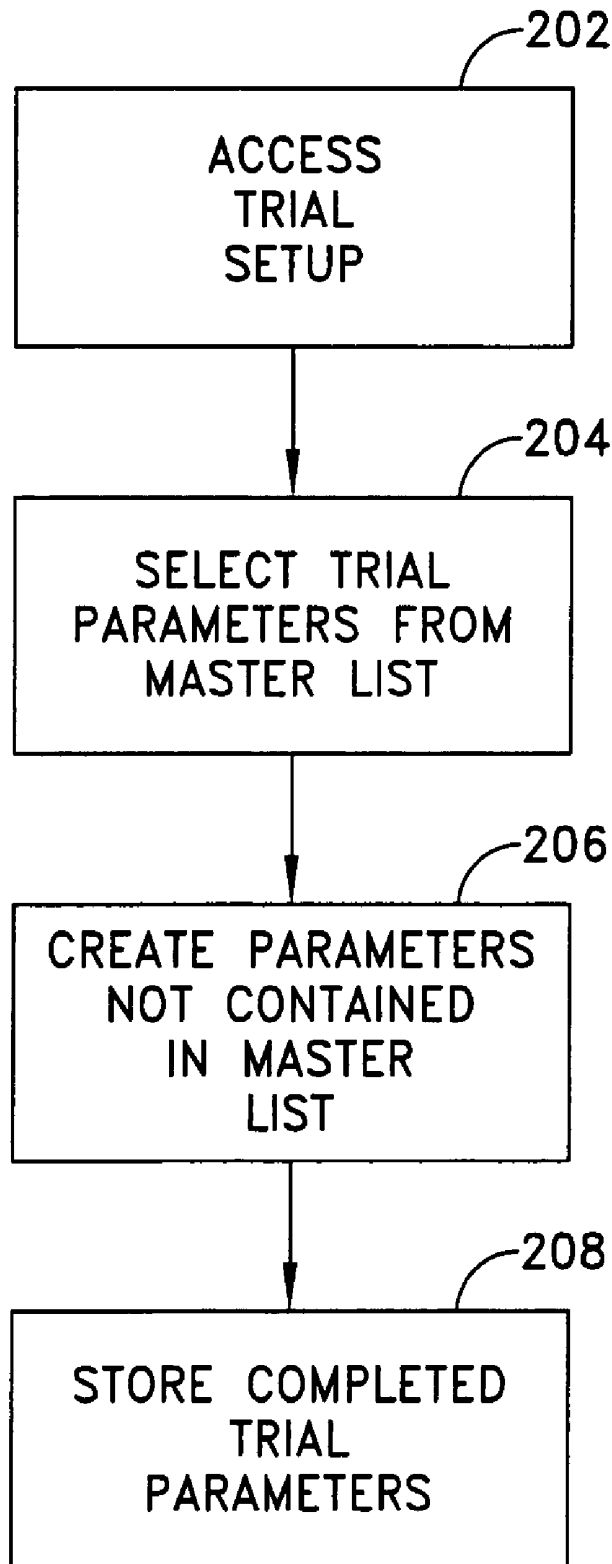 202
ACCESS
TRIAL
SETUP
204
SELECT TRIAL
PARAMETERS FROM
MASTER LIST
206
CREATE PARAMETERS
NOT CONTAINED
IN MASTER
LIST
208
STORE COMPLETED
TRIAL
PARAMETERS